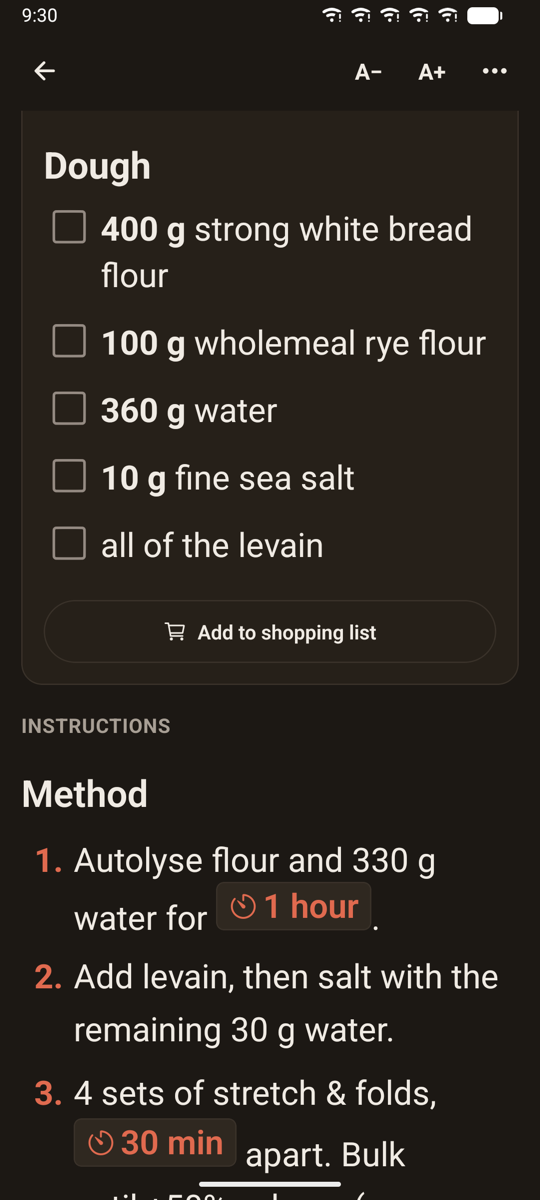 9:30
A- A+
Dough
400 g strong white bread
flour
100 g wholemeal rye flour
360 g water
10 g fine sea salt
all of the levain
Add to shopping list
INSTRUCTIONS
Method
1. Autolyse flour and 330 g
water for 1 hour.
2. Add levain, then salt with the
remaining 30 g water.
3. 4 sets of stretch & folds,
30 min apart. Bulk